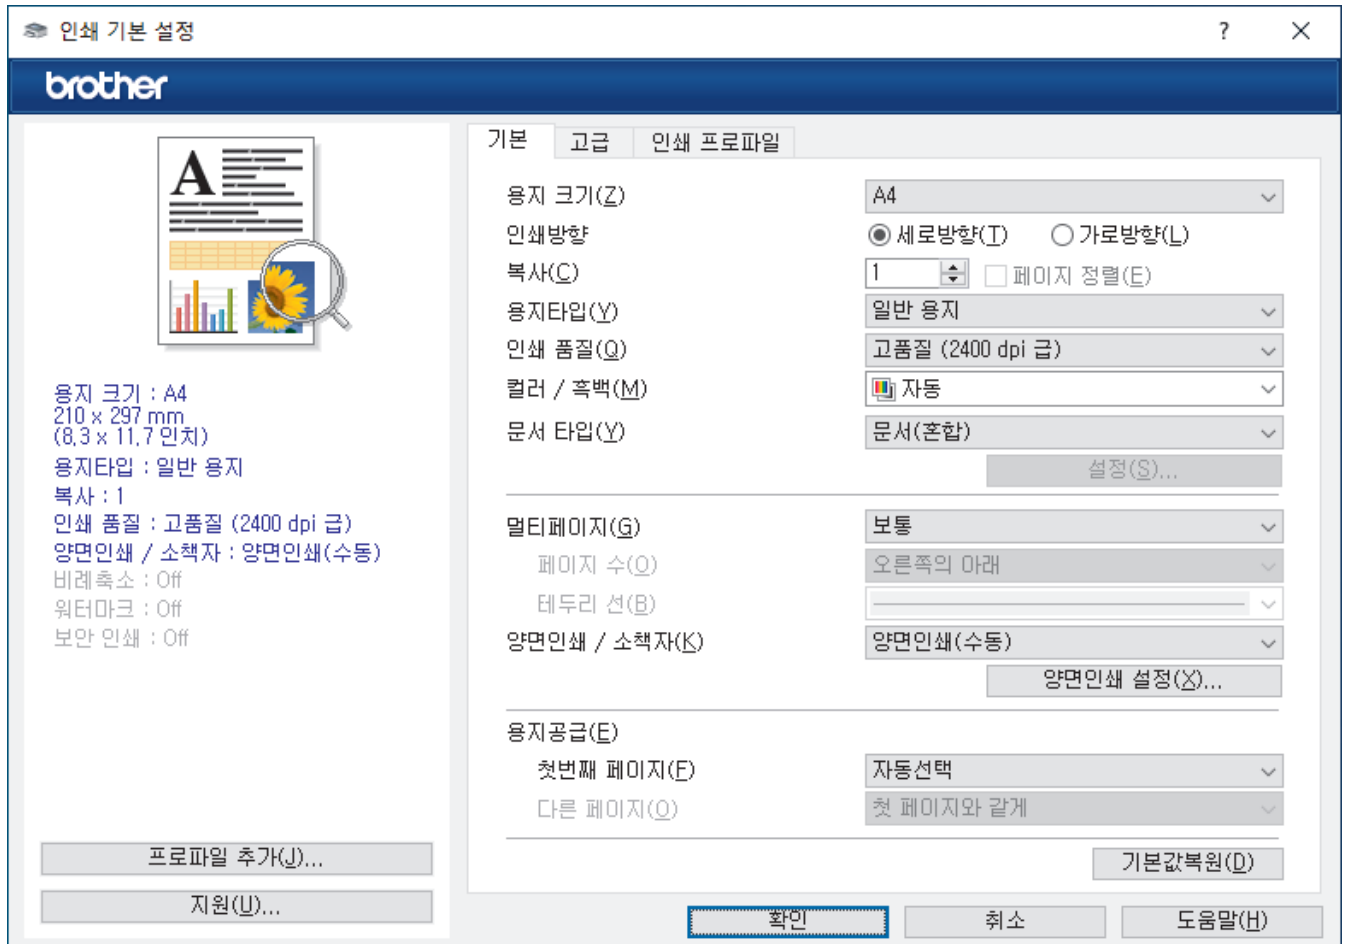 인쇄 기본 설정
?
brother
A
용지 크기 : A4
210 x 297 mm
(8.3 x 11.7 인치)
용지타입 : 일반 용지
복사 : 1
인쇄 품질 : 고품질 (2400 dpi 급)
양면인쇄 / 소책자 : 양면인쇄(수동)
비례축소 : Off
워터마크 : Off
보안 인쇄 : Off
프로파일 추가(J)...
지원(U)...
기본 고급 인쇄 프로파일
용지 크기(Z) A4
인쇄방향 세로방향(T) 가로방향(L)
복사(C) 1 페이지 정렬(E)
용지타입(Y) 일반 용지
인쇄 품질(Q) 고품질 (2400 dpi 급)
컬러 / 흑백(M) 자동
문서 타입(Y) 문서(혼합)
설정(S)...
멀티페이지(G) 보통
페이지 수(O) 오른쪽의 아래
테두리 선(B)
양면인쇄 / 소책자(K) 양면인쇄(수동)
양면인쇄 설정(X)...
용지공급(E)
첫번째 페이지(F) 자동선택
다른 페이지(O) 첫 페이지와 같게
기본값복원(D)
확인 취소 도움말(H)